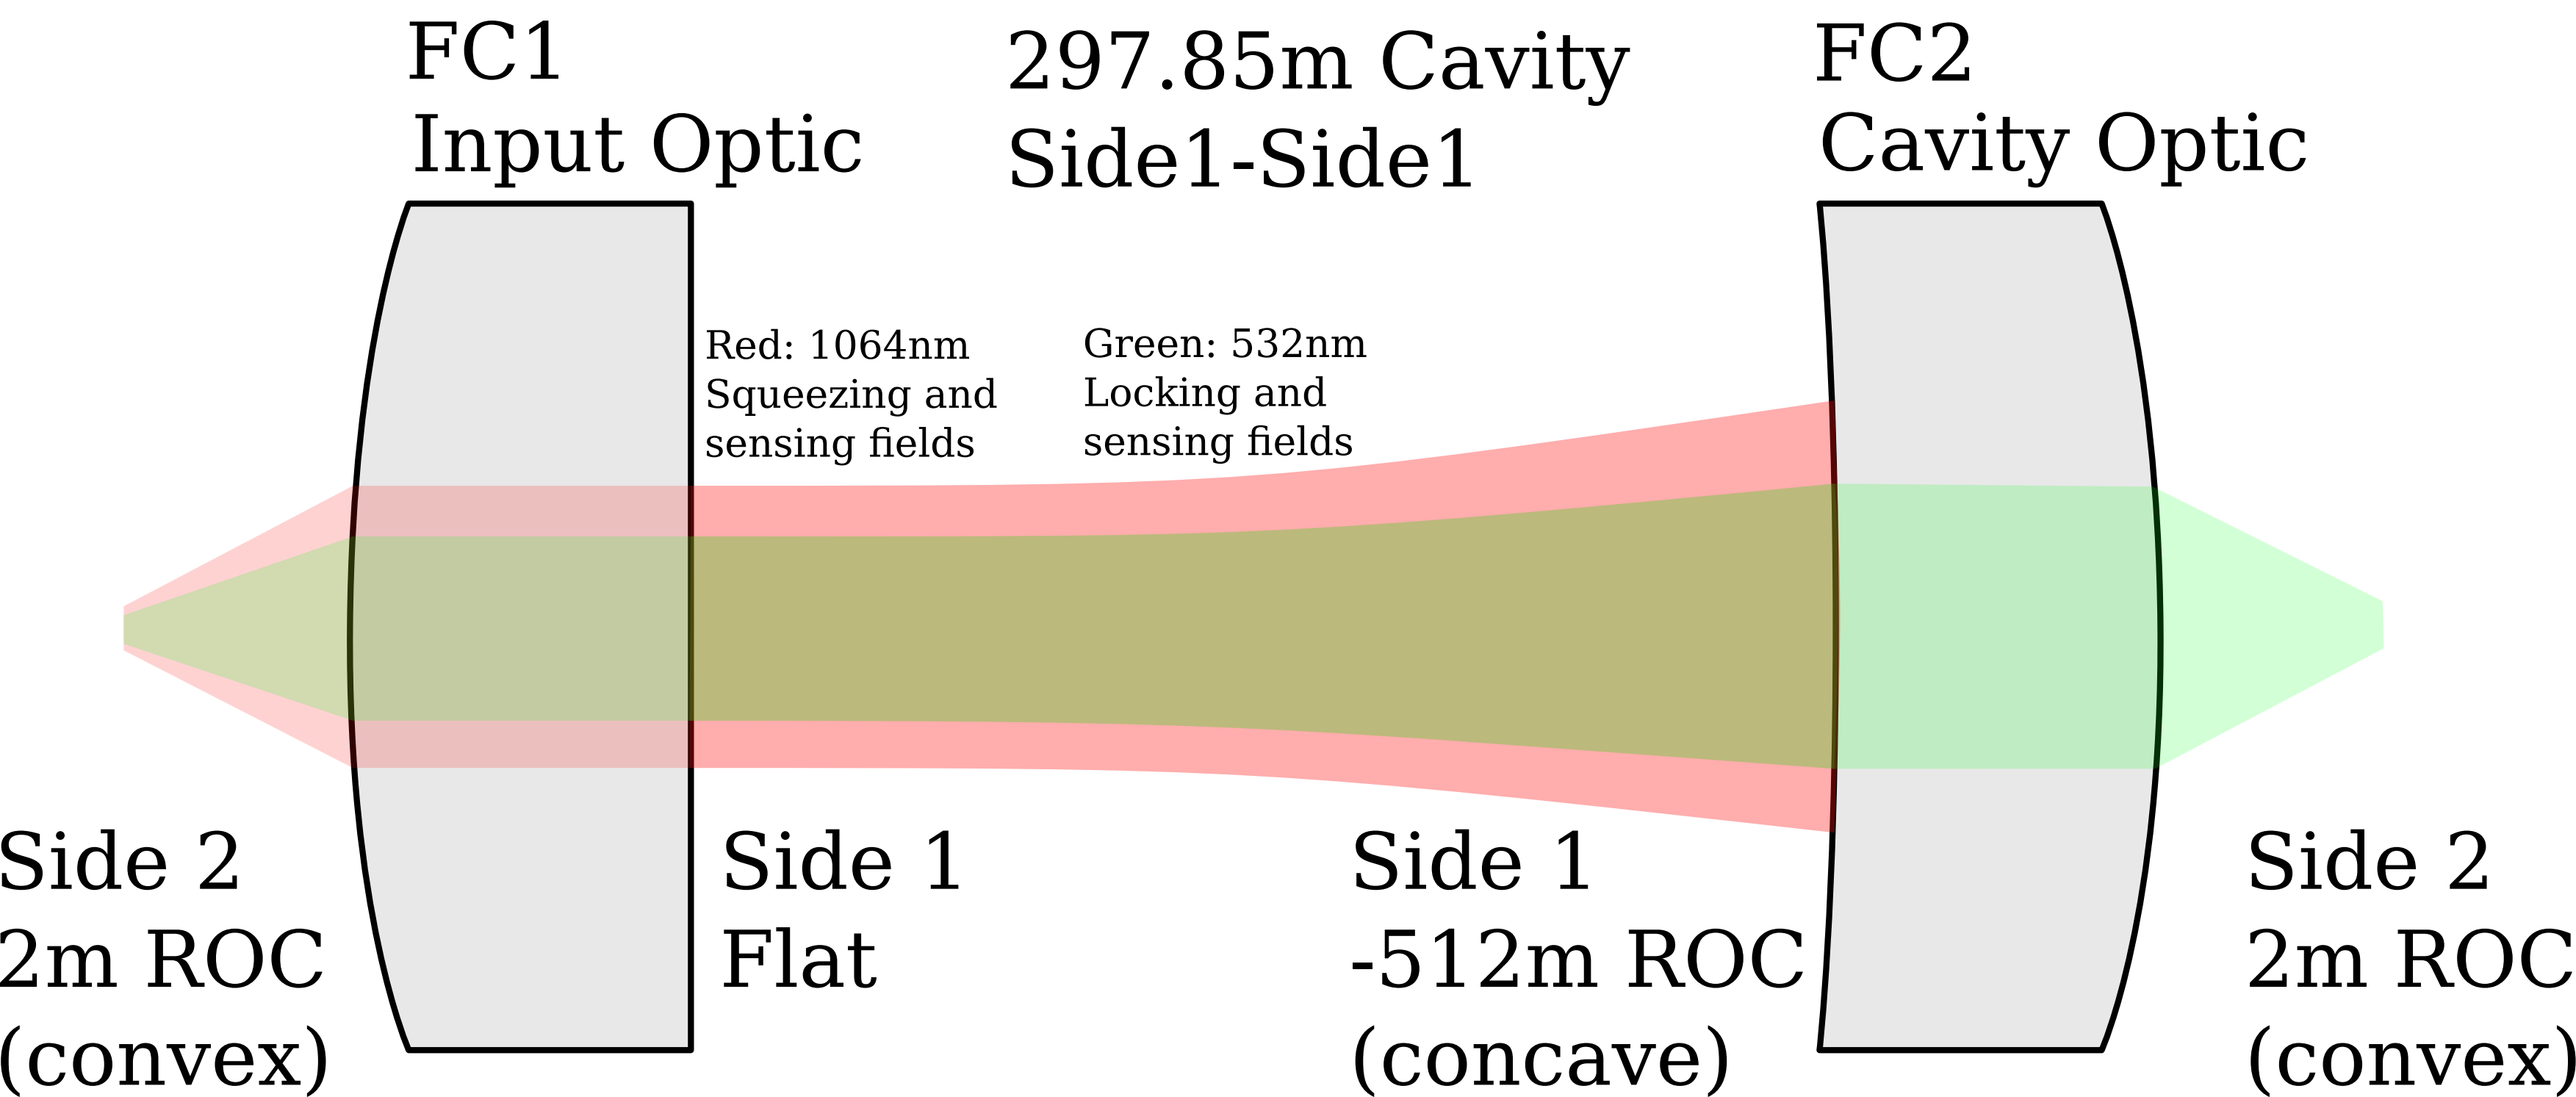 FC1
Input Optic
297.85m Cavity
Side1-Side1
FC2
Cavity Optic
Red: 1064nm
Squeezing and
sensing fields
Green: 532nm
Locking and
sensing fields
Side 2
2m ROC
(convex)
Side 1
Flat
Side 1
-512m ROC
(concave)
Side 2
2m ROC
(convex)